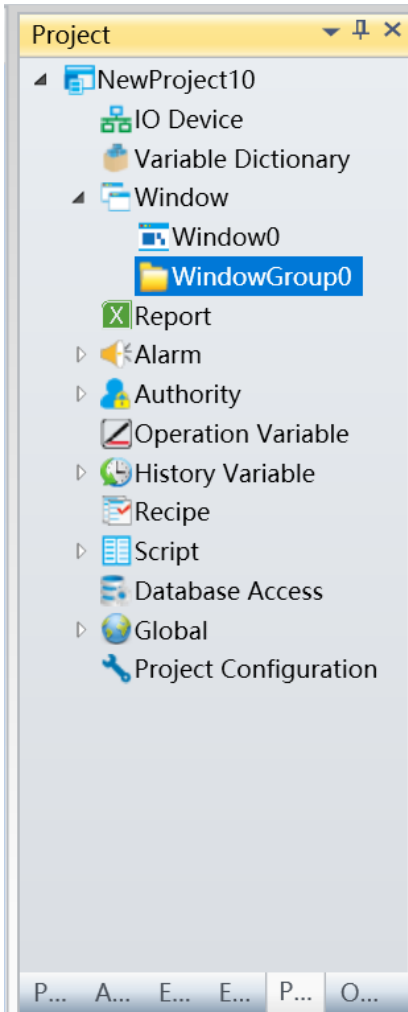 Project
NewProject10
IO Device
Variable Dictionary
Window
Window0
WindowGroup0
Report
Alarm
Authority
Operation Variable
History Variable
Recipe
Script
Database Access
Global
Project Configuration
P... A... E... E... P... O...